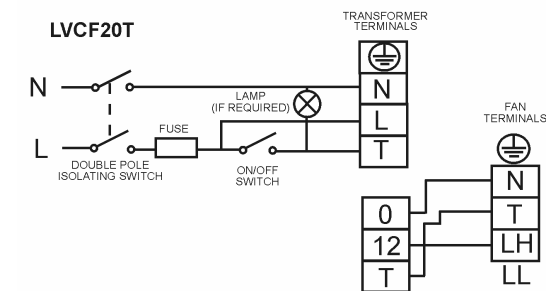 LVCF20T
TRANSFORMER
TERMINALS
N
LAMP
(IF REQUIRED)
N
L
FUSE
L
T
DOUBLE POLE
ISOLATING SWITCH
ON/OFF
SWITCH
FAN
TERMINALS
N
T
LH
LL
0
12
T